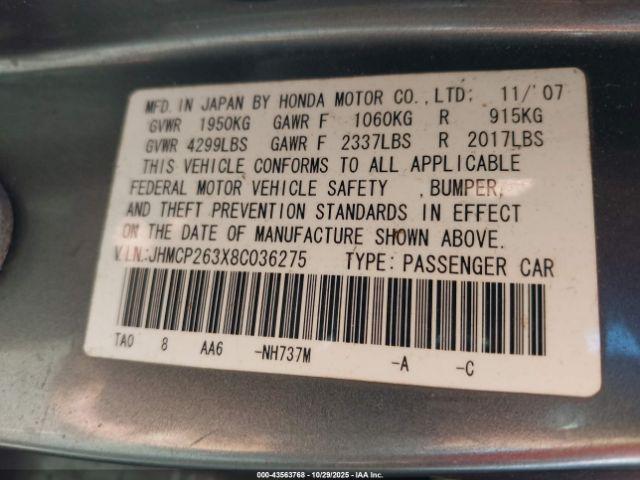 MFD. IN JAPAN BY HONDA MOTOR CO., LTD; 11/'07
GVWR 1950KG GAWR F 1060KG R 915KG
GVWR 4299LBS GAWR F 2337LBS R 2017LBS
THIS VEHICLE CONFORMS TO ALL APPLICABLE
FEDERAL MOTOR VEHICLE SAFETY , BUMPER,
AND THEFT PREVENTION STANDARDS IN EFFECT
ON THE DATE OF MANUFACTURE SHOWN ABOVE.
V.I.N.:JHMCP263X8C036275 TYPE: PASSENGER CAR
TA0 8 AA6 -NH737M -A -C
000-43563768 - 10/29/2025 - IAA Inc.